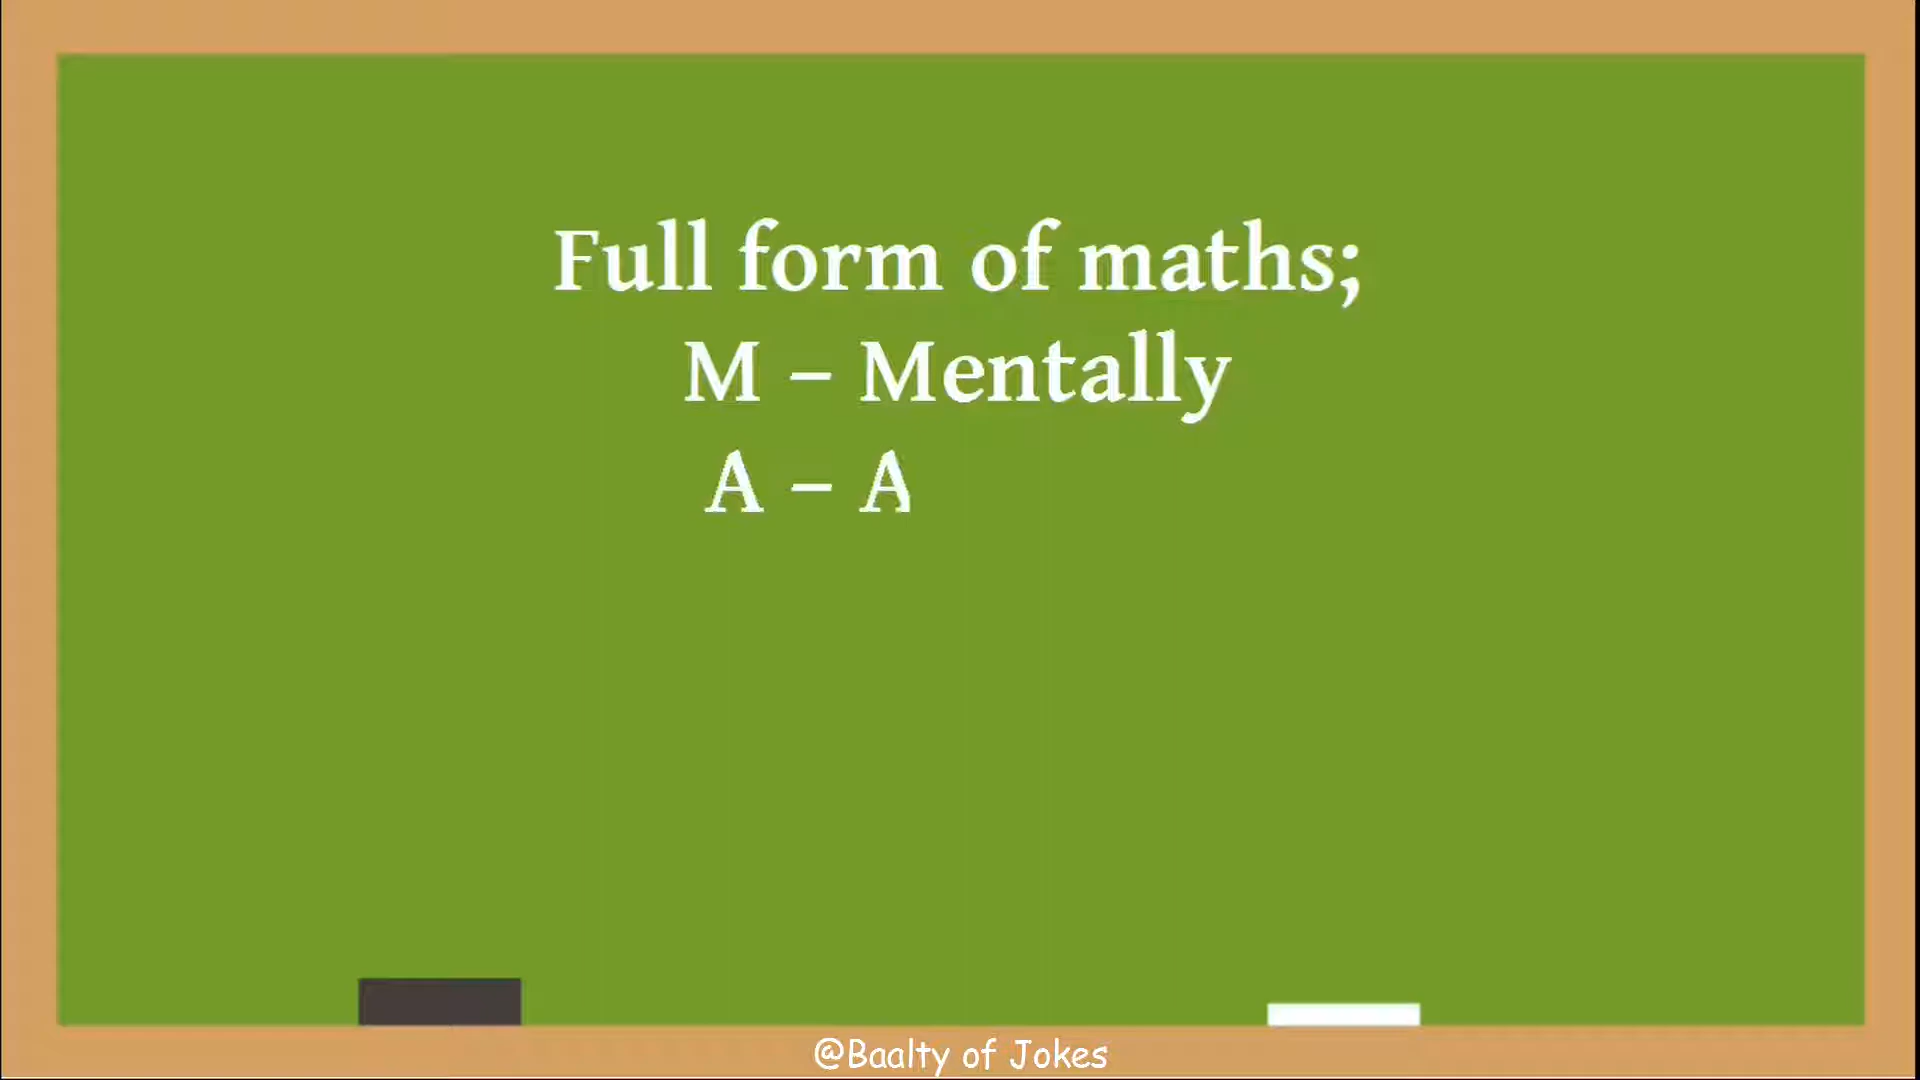 Full form of maths;
M – Mentally
A – A
@Baalty of Jokes